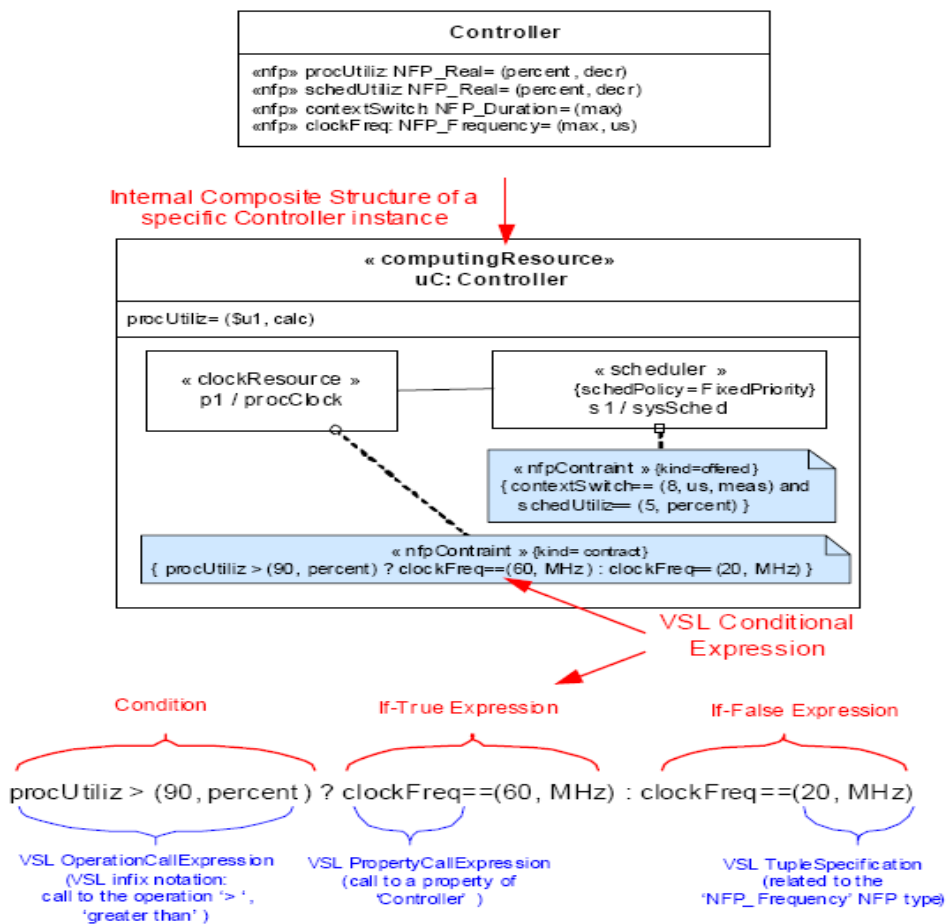 Controller
«nfp» procUtiliz: NFP_Real= (percent, decr)
«nfp» schedUtiliz: NFP_Real= (percent, decr)
«nfp» contextSwitch NFP_Duration= (max)
«nfp» clockFreq: NFP_Frequency= (max, us)
Internal Composite Structure of a
specific Controller instance
« computingResource»
uC: Controller
procUtiliz= ($u1, calc)
« clockResource »
p1 / procClock
« scheduler »
{schedPolicy=FixedPriority}
s1 / sysSched
« nfpContraint » {kind=offered}
{ contextSwitch== (8, us, meas) and
schedUtiliz== (5, percent) }
« nfpContraint » {kind= contract}
{ procUtiliz > (90, percent) ? clockFreq==(60, MHz) : clockFreq== (20, MHz) }
VSL Conditional
Expression
Condition
If-True Expression
If-False Expression
procUtiliz > (90, percent) ? clockFreq==(60, MHz) : clockFreq==(20, MHz)
VSL OperationCallExpression
(VSL infix notation:
call to the operation ‘> ‘,
‘greater than’ )
VSL PropertyCallExpression
(call to a property of
‘Controller’ )
VSL TupleSpecification
(related to the
‘NFP_Frequency’ NFP type)